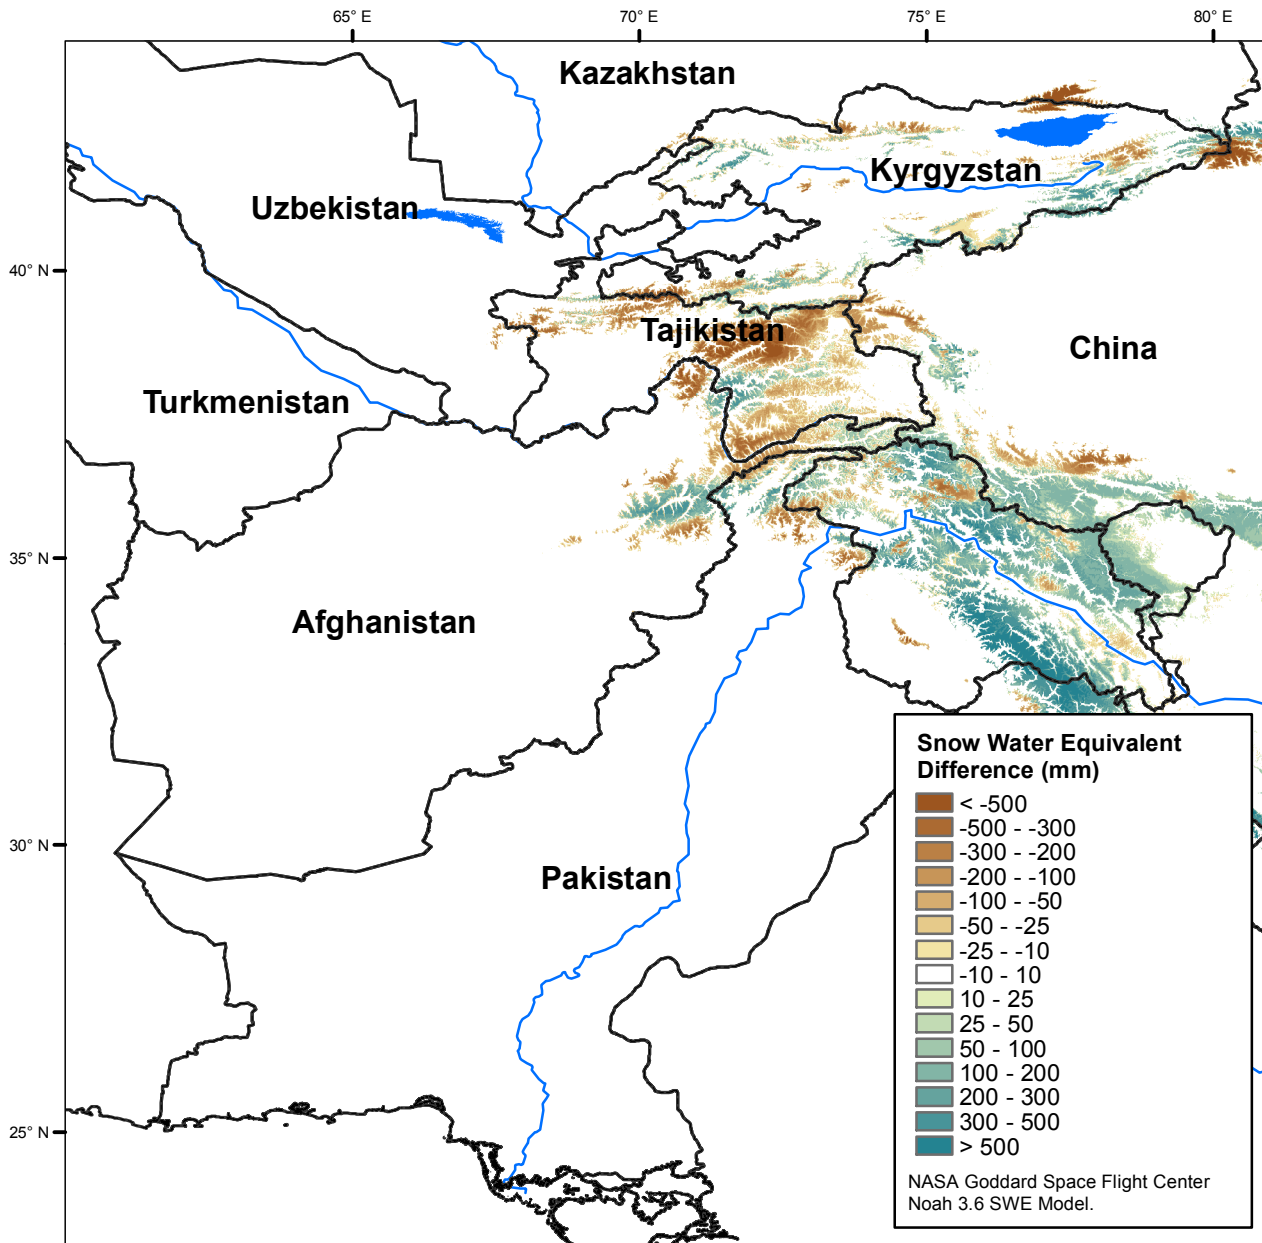 65° E
70° E
75° E
80° E
Kazakhstan
Kyrgyzstan
Uzbekistan
40° N
Tajikistan
China
Turkmenistan
35° N
Afghanistan
30° N
Pakistan
25° N
Snow Water Equivalent
Difference (mm)
< -500
-500 - -300
-300 - -200
-200 - -100
-100 - -50
-50 - -25
-25 - -10
-10 - 10
10 - 25
25 - 50
50 - 100
100 - 200
200 - 300
300 - 500
> 500
NASA Goddard Space Flight Center
Noah 3.6 SWE Model.